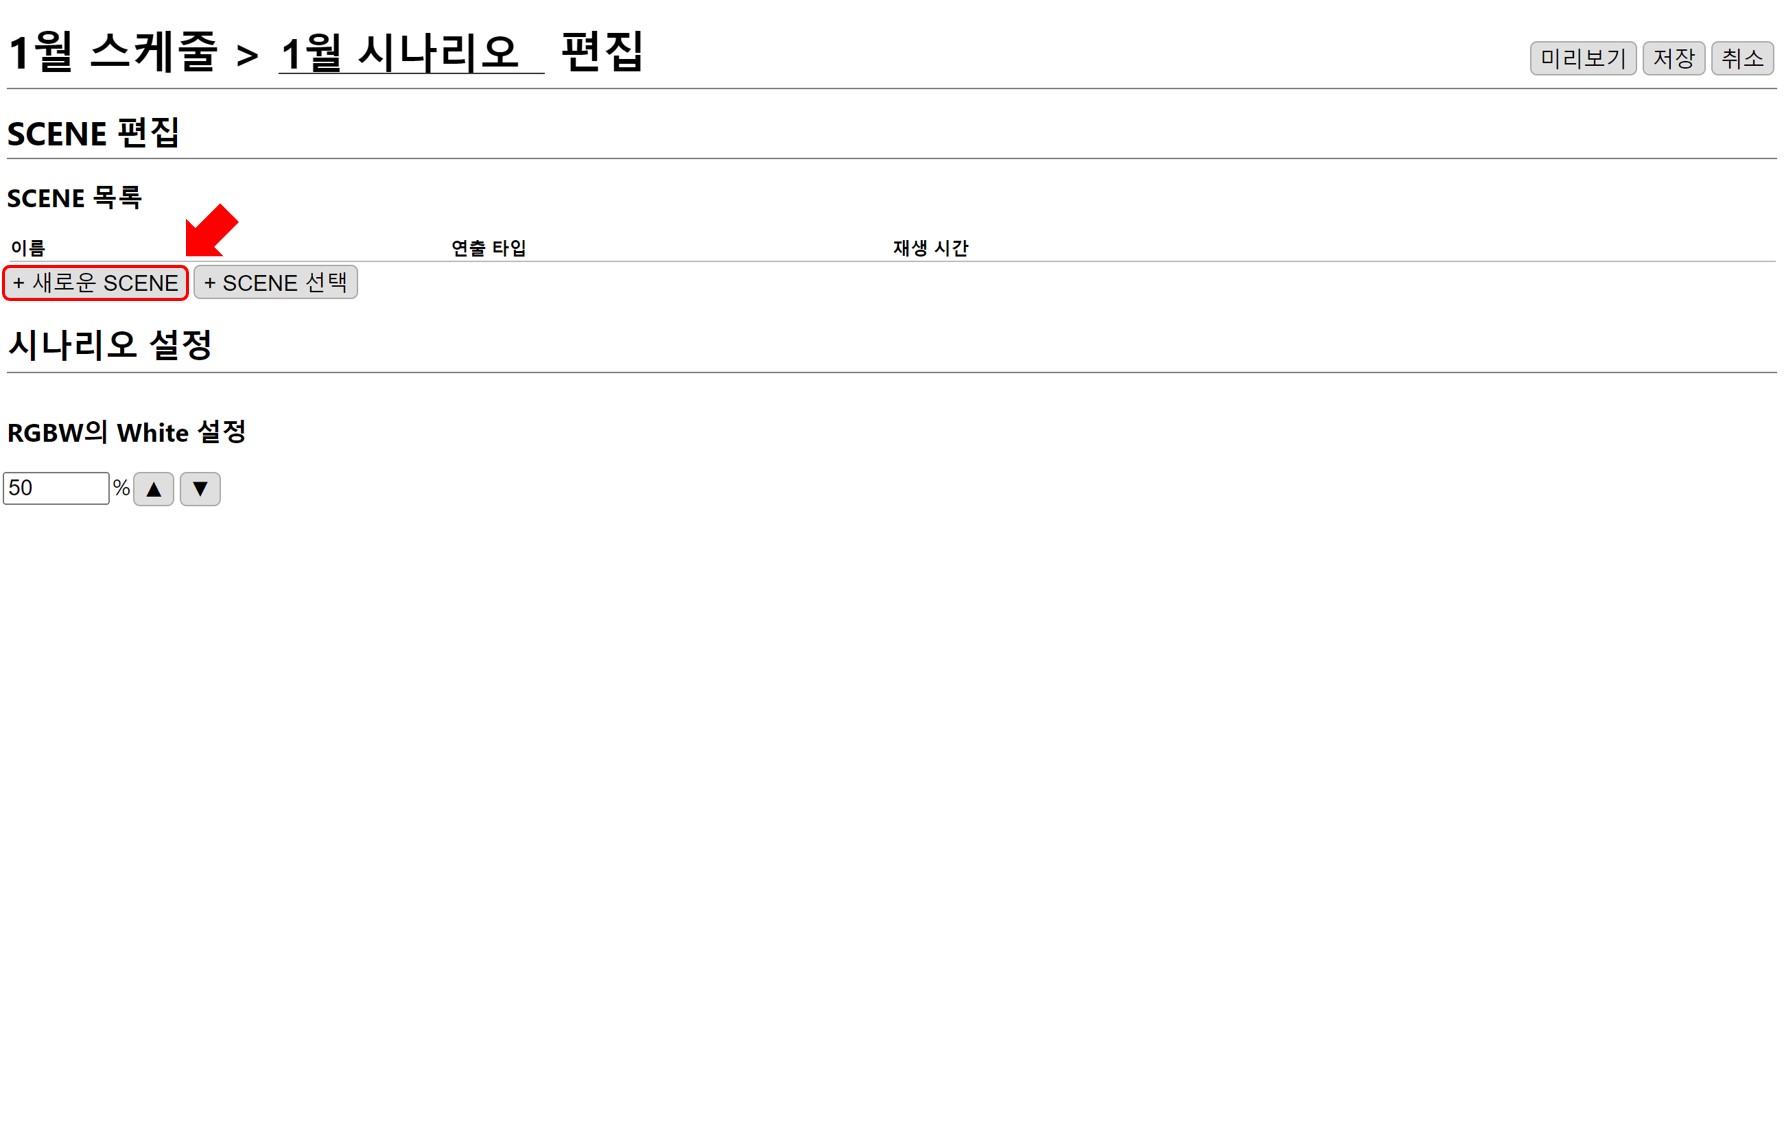 1월 스케줄 > 1월 시나리오 편집
미리보기 저장 취소
SCENE 편집
SCENE 목록
이름 연출 타입 재생 시간
+ 새로운 SCENE + SCENE 선택
시나리오 설정
RGBW의 White 설정
50 % ▲ ▼